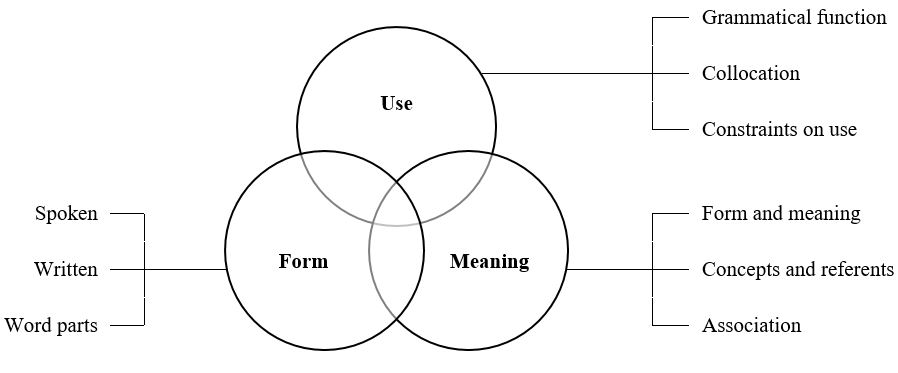 Use
Grammatical function
Collocation
Constraints on use
Form
Spoken
Written
Word parts
Meaning
Form and meaning
Concepts and referents
Association